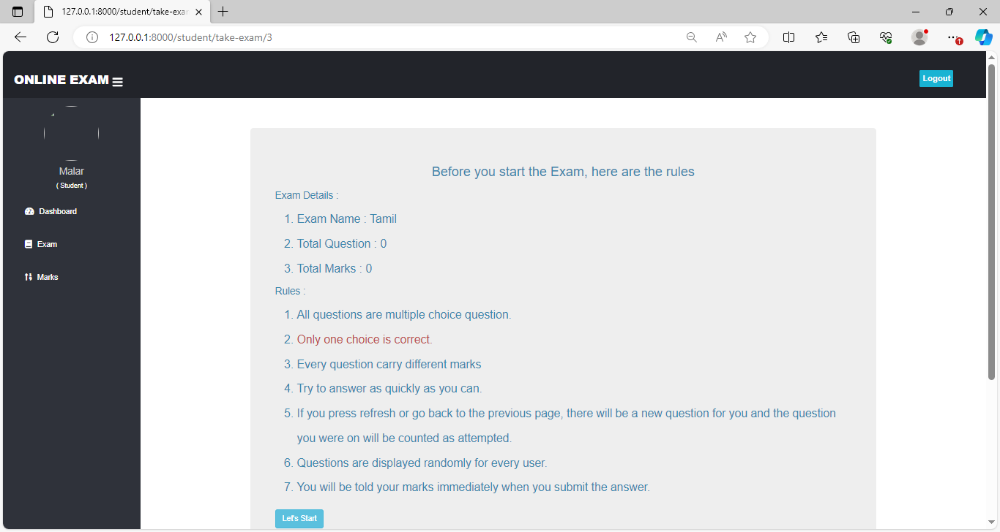 127.0.0.1:8000/student/take-exar
127.0.0.1:8000/student/take-exam/3
ONLINE EXAM
Logout
Malar
( Student )
Dashboard
Exam
Marks
Before you start the Exam, here are the rules
Exam Details :
1. Exam Name : Tamil
2. Total Question : 0
3. Total Marks : 0
Rules :
1. All questions are multiple choice question.
2. Only one choice is correct.
3. Every question carry different marks
4. Try to answer as quickly as you can.
5. If you press refresh or go back to the previous page, there will be a new question for you and the question
you were on will be counted as attempted.
6. Questions are displayed randomly for every user.
7. You will be told your marks immediately when you submit the answer.
Let's Start